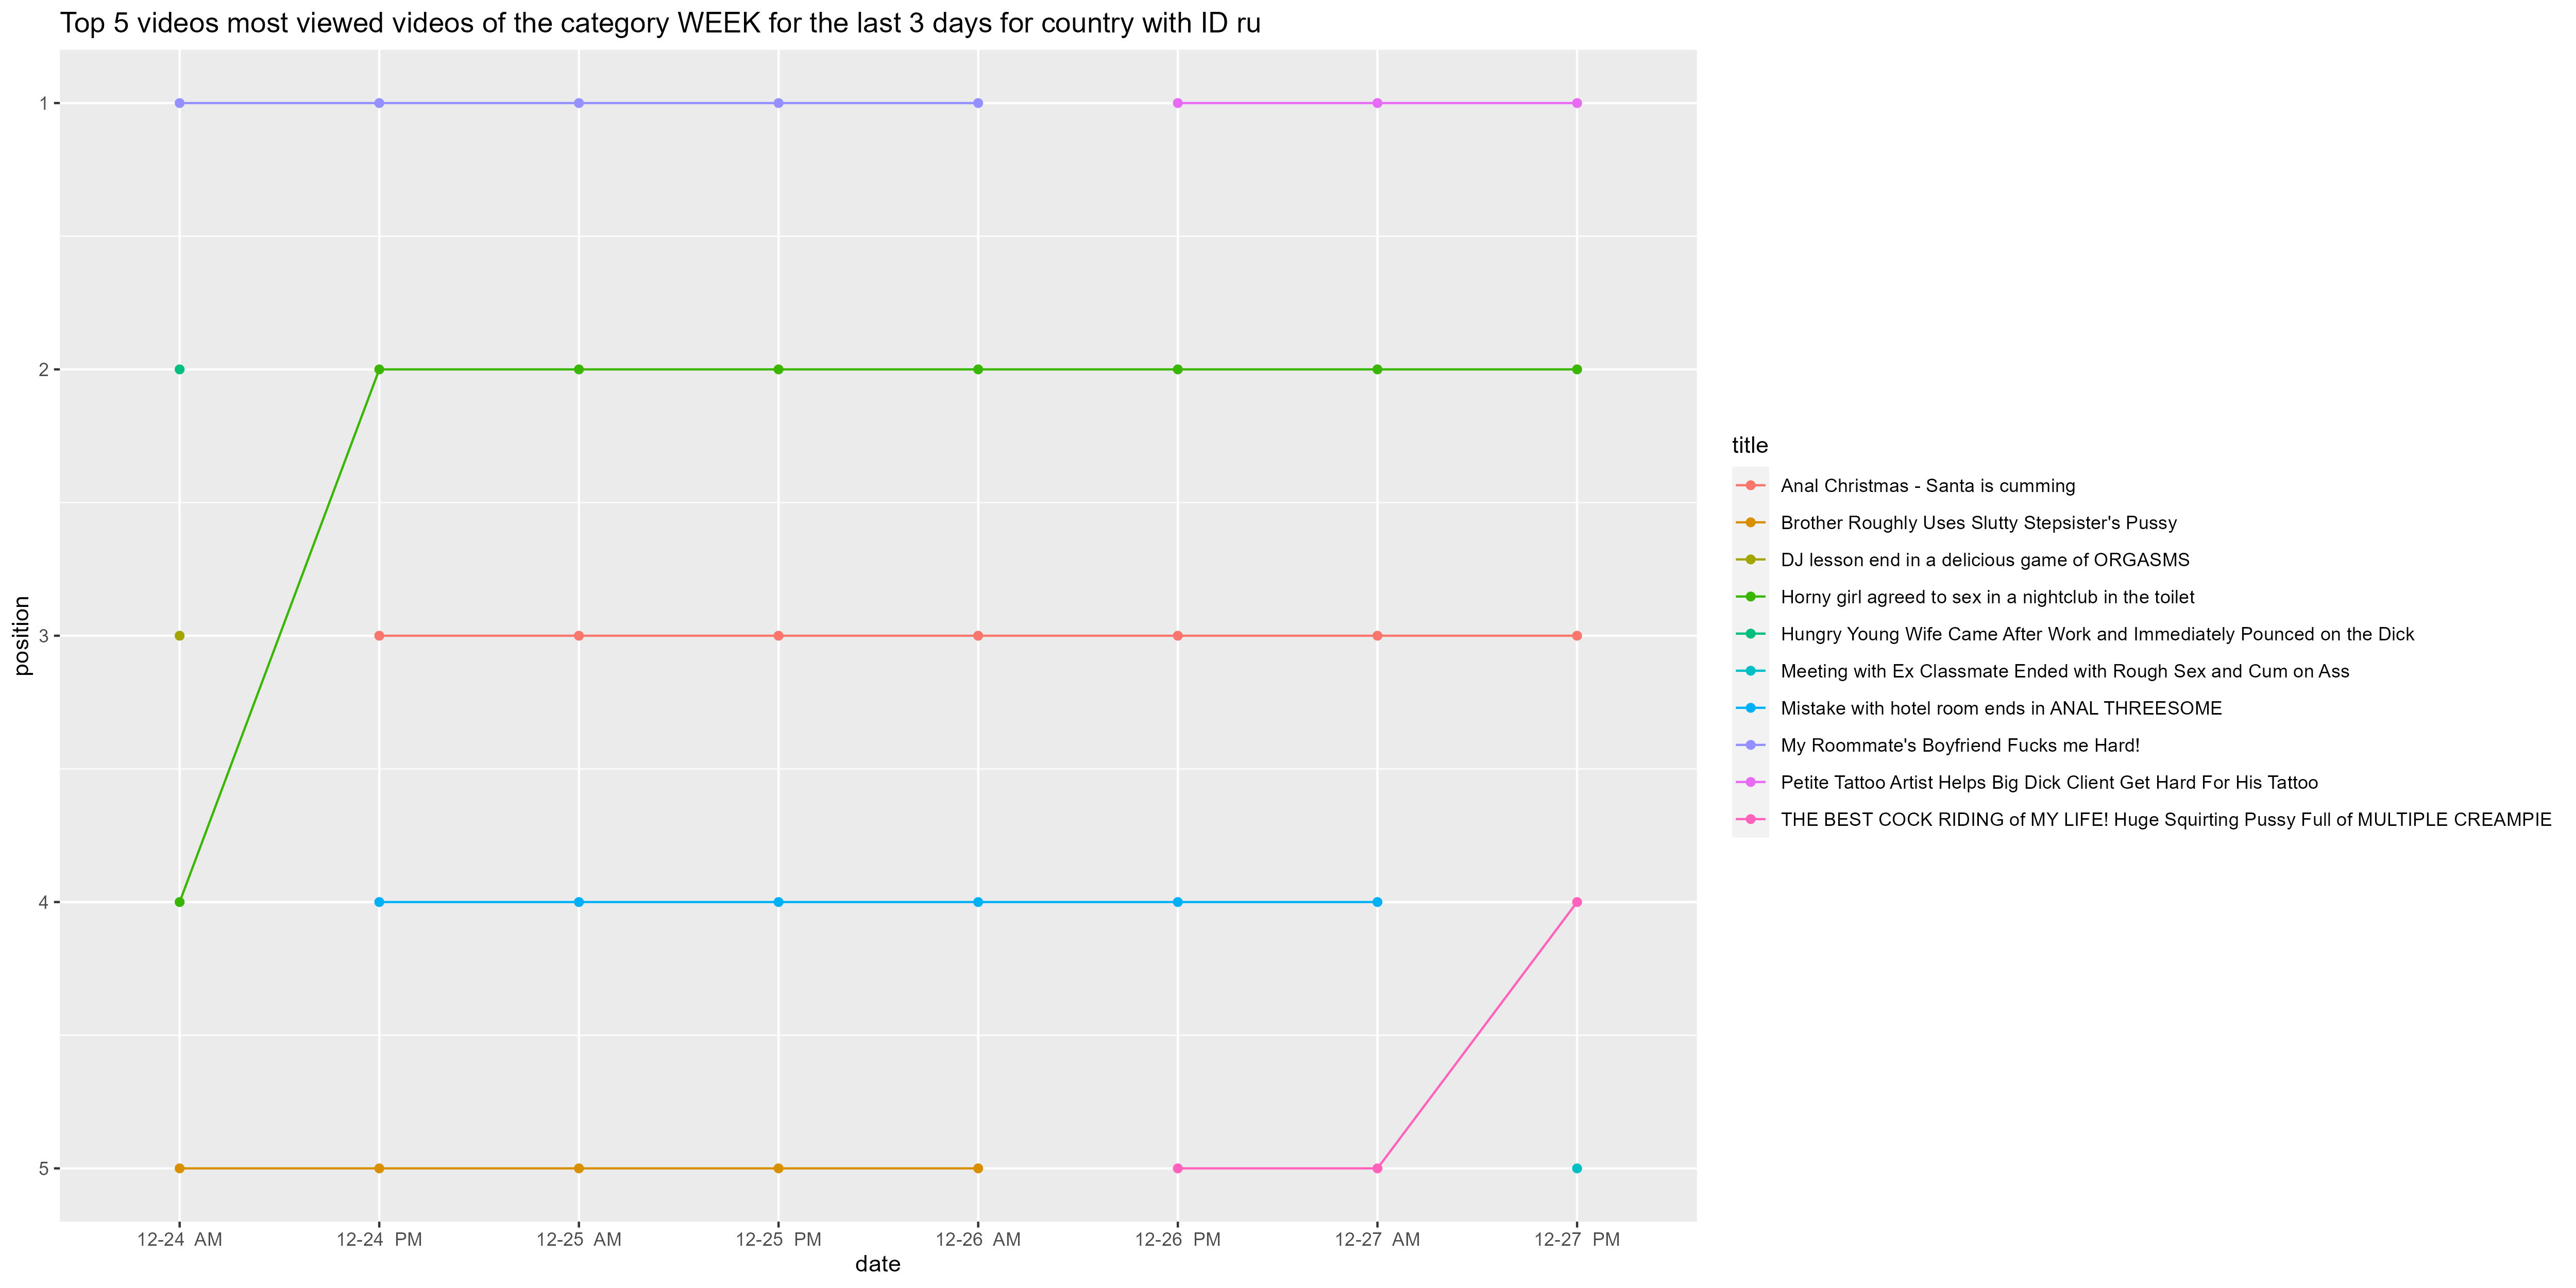 Top 5 videos most viewed videos of the category WEEK for the last 3 days for country with ID ru
1
2
3
4
5
position
12-24 AM
12-24 PM
12-25 AM
12-25 PM
12-26 AM
12-26 PM
12-27 AM
12-27 PM
date
title
Anal Christmas - Santa is cumming
Brother Roughly Uses Slutty Stepsister's Pussy
DJ lesson end in a delicious game of ORGASMS
Horny girl agreed to sex in a nightclub in the toilet
Hungry Young Wife Came After Work and Immediately Pounced on the Dick
Meeting with Ex Classmate Ended with Rough Sex and Cum on Ass
Mistake with hotel room ends in ANAL THREESOME
My Roommate's Boyfriend Fucks me Hard!
Petite Tattoo Artist Helps Big Dick Client Get Hard For His Tattoo
THE BEST COCK RIDING of MY LIFE! Huge Squirting Pussy Full of MULTIPLE CREAMPIE